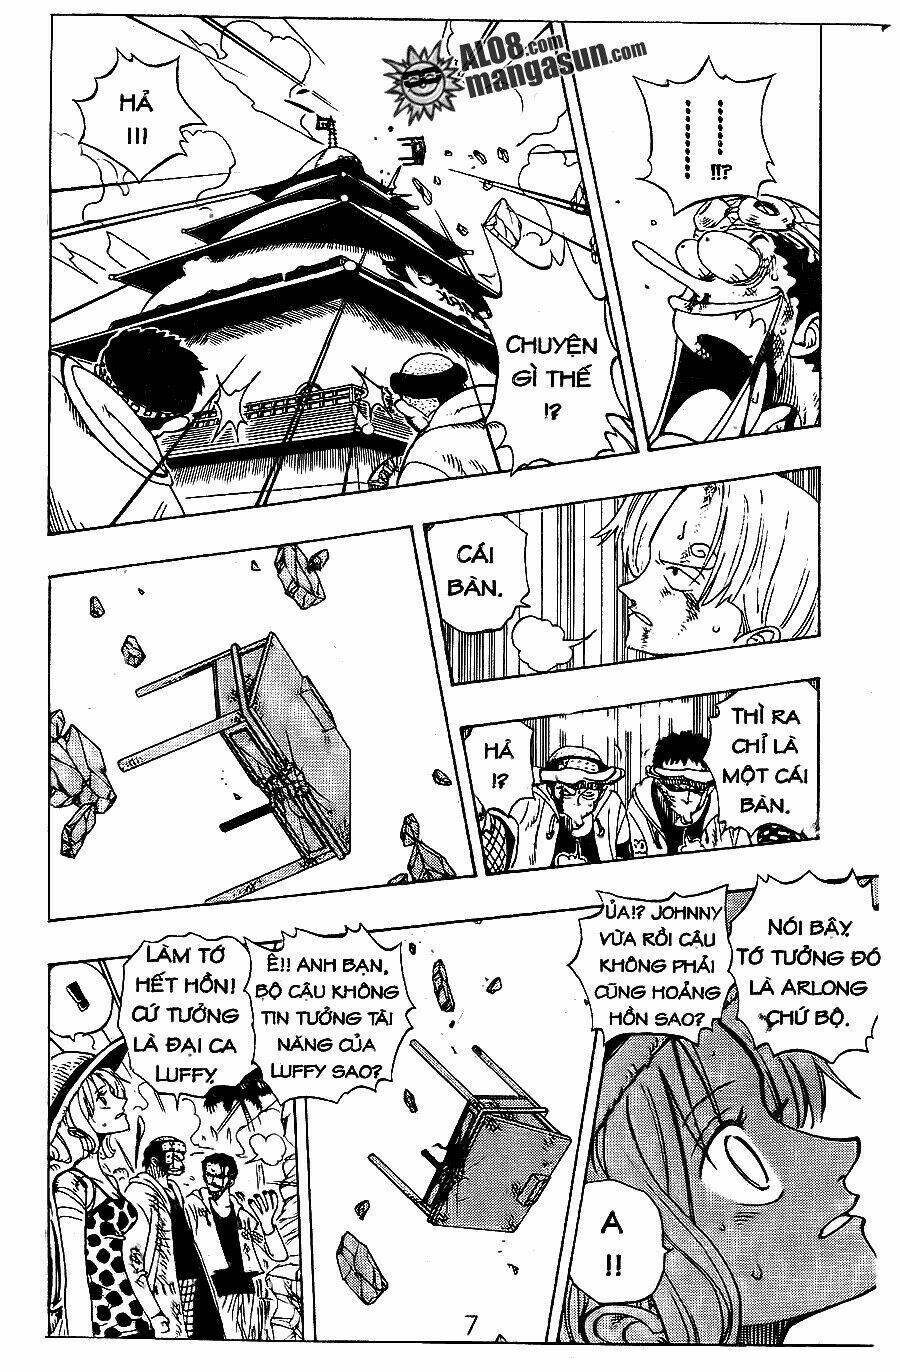 AL08.com
mangasun.com
HẢ
!!!
!!?
CHUYỆN
GÌ THẾ
!?
CÁI
BÀN.
HẢ
!?
THÌ RA
CHỈ LÀ
MỘT CÁI
BÀN.
LÀM TỚ
HẾT HỒN!
CỨ TƯỞNG
LÀ ĐẠI CA
LUFFY.
Ê!! ANH BẠN,
BỘ CẬU KHÔNG
TIN TƯỞNG TÀI
NĂNG CỦA
LUFFY SAO?
ỦA!? JOHNNY
VỪA RỒI CẬU
KHÔNG PHẢI
CŨNG HOẢNG
HỒN SAO?
NÓI BẬY.
TỚ TƯỞNG ĐÓ
LÀ ARLONG
CHỨ BỘ.
!
A
!!
7